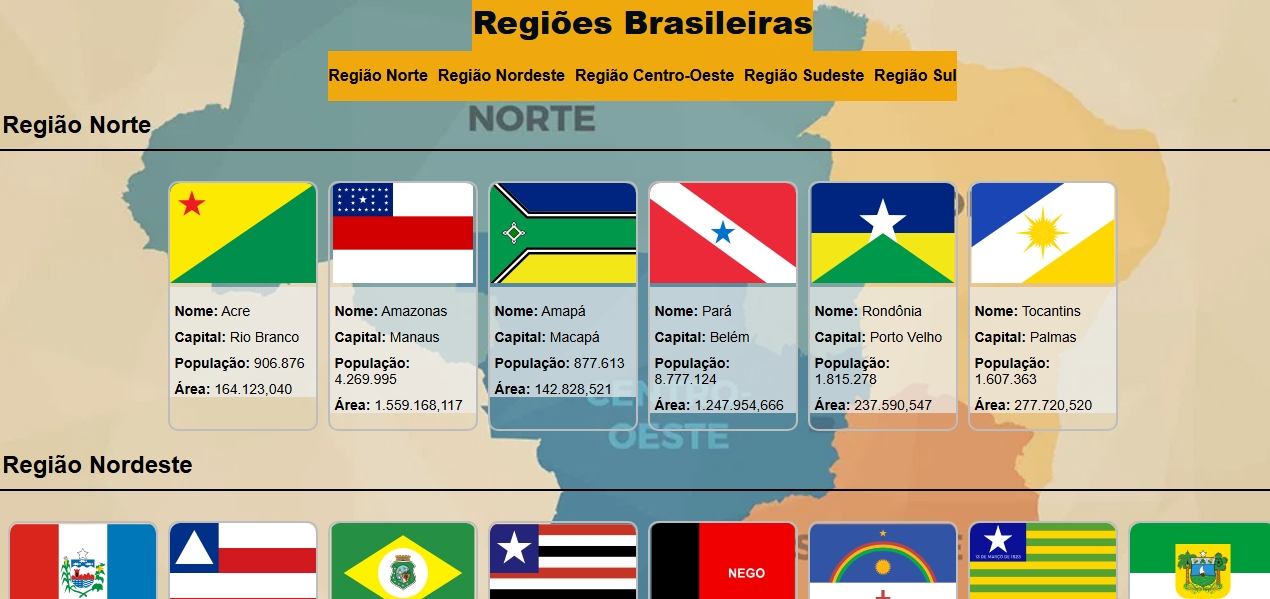 Regiões Brasileiras
Região Norte Região Nordeste Região Centro-Oeste Região Sudeste Região Sul
NORTE
Região Norte
Nome: Acre
Capital: Rio Branco
População: 906.876
Área: 164.123,040
Nome: Amazonas
Capital: Manaus
População:
4.269.995
Área: 1.559.168,117
Nome: Amapá
Capital: Macapá
População: 877.613
Área: 142.828,521
Nome: Pará
Capital: Belém
População:
8.777.124
Área: 1.247.954,666
Nome: Rondônia
Capital: Porto Velho
População:
1.815.278
Área: 237.590,547
Nome: Tocantins
Capital: Palmas
População:
1.607.363
Área: 277.720,520
CENTRO-
OESTE
Região Nordeste
NEGO
13 DE MARÇO DE 1823